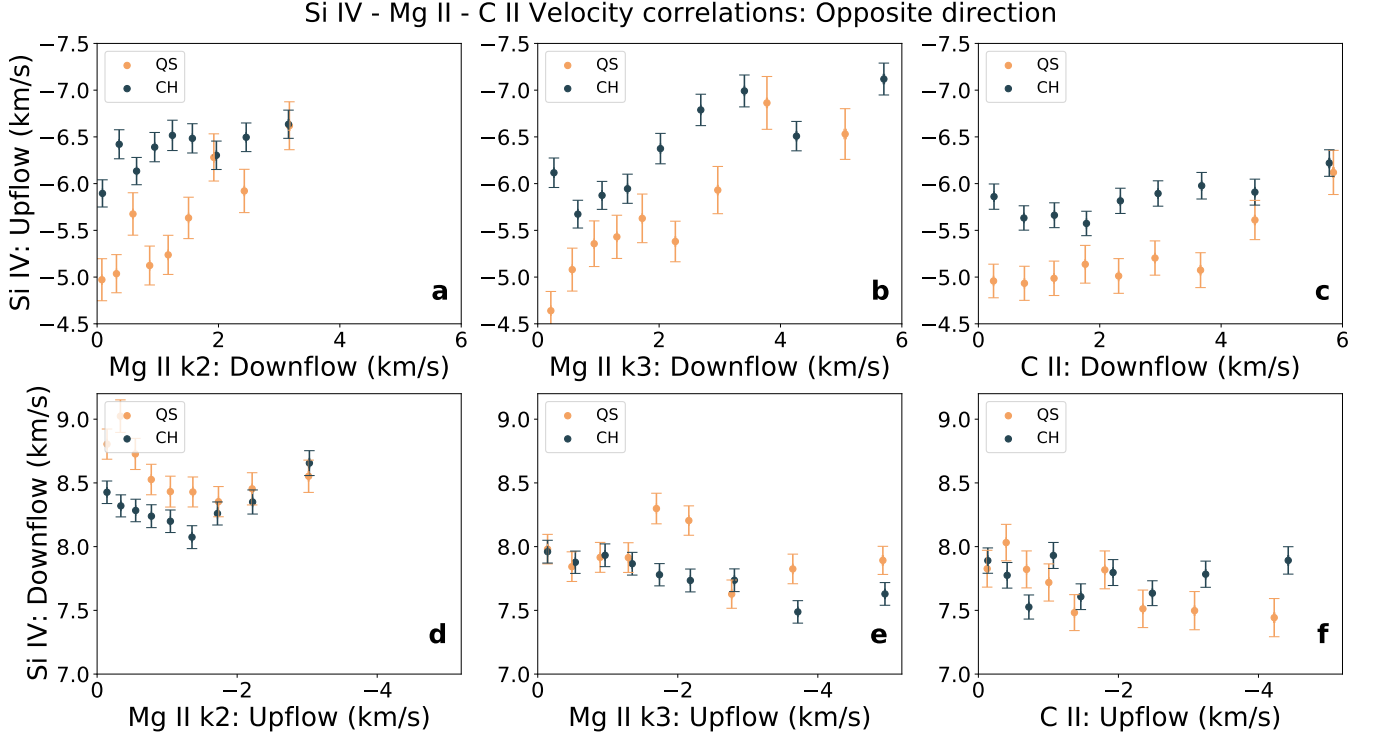 Si IV - Mg II - C II Velocity correlations: Opposite direction
Si IV: Upflow (km/s)
−7.5
−7.0
−6.5
−6.0
−5.5
−5.0
−4.5
QS
CH
a
0 2 4 6
Mg II k2: Downflow (km/s)
−7.5
−7.0
−6.5
−6.0
−5.5
−5.0
−4.5
QS
CH
b
0 2 4 6
Mg II k3: Downflow (km/s)
−7.5
−7.0
−6.5
−6.0
−5.5
−5.0
−4.5
QS
CH
c
0 2 4 6
C II: Downflow (km/s)
Si IV: Downflow (km/s)
9.0
8.5
8.0
7.5
7.0
QS
CH
d
0 −2 −4
Mg II k2: Upflow (km/s)
9.0
8.5
8.0
7.5
7.0
QS
CH
e
0 −2 −4
Mg II k3: Upflow (km/s)
9.0
8.5
8.0
7.5
7.0
QS
CH
f
0 −2 −4
C II: Upflow (km/s)